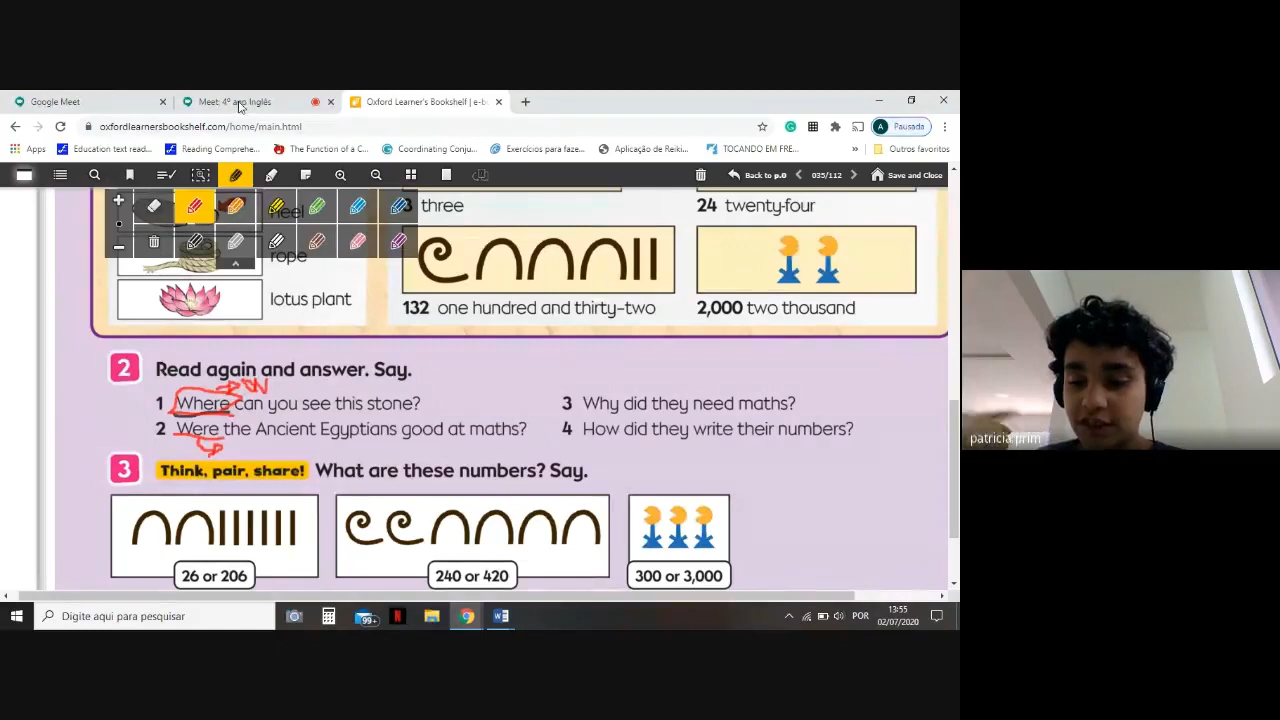 Google Meet
Meet: 4º ano Inglês
Oxford Learner's Bookshelf | e-b
oxfordlearnersbookshelf.com/home/main.html
A Pausada
Apps
Education text read...
Reading Comprehe...
The Function of a C...
Coordinating Conju...
Exercícios para faze...
Aplicação de Reiki...
TOCANDO EM FRE...
»
Outros favoritos
Back to p.0
035/112
Save and Close
heel
three
24 twenty-four
rope
lotus plant
132 one hundred and thirty-two
2,000 two thousand
2 Read again and answer. Say.
ON
1 Where can you see this stone?
2 Were the Ancient Egyptians good at maths?
3 Why did they need maths?
4 How did they write their numbers?
3 Think, pair, share! What are these numbers? Say.
26 or 206
240 or 420
300 or 3,000
Digite aqui para pesquisar
99+
N
W
POR
13:55
02/07/2020
patricia prim